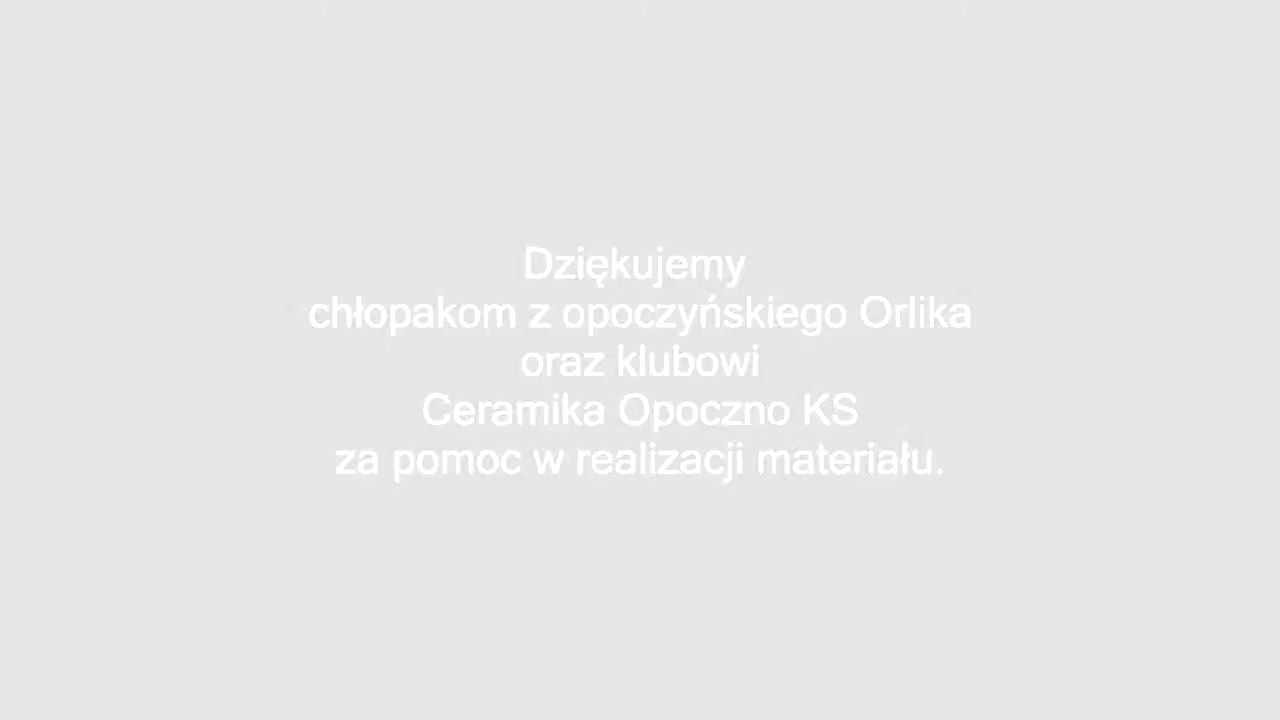 Dziękujemy
chłopakom z opoczyńskiego Orlika
oraz klubowi
Ceramika Opoczno KS
za pomoc w realizacji materiału.